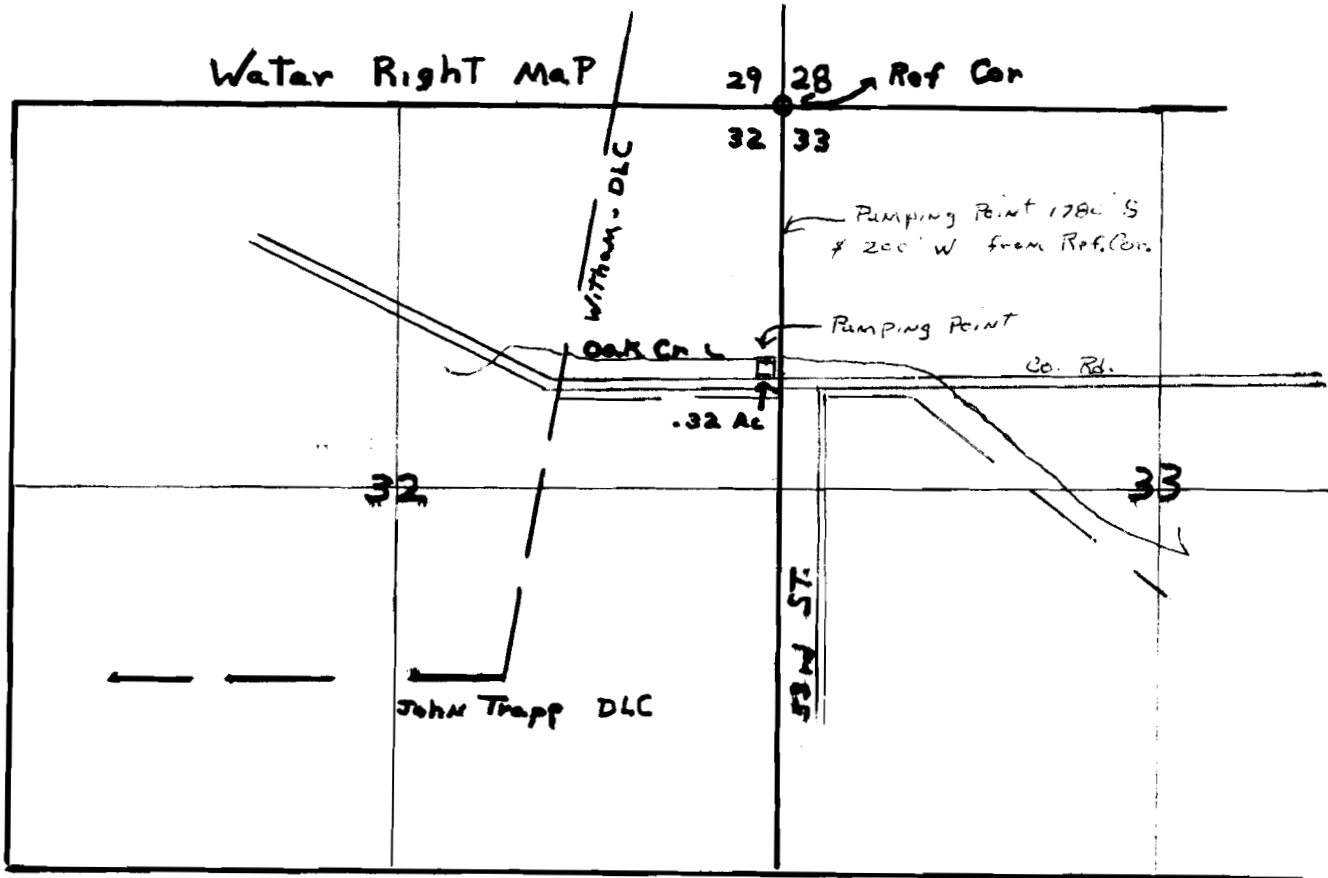 Water Right Map
29 28 Ref Cor
32 33
Witham - DLC
Pumping Point 1780' S
& 200' W from Ref. Cor.
Pumping Point
Oak Cr
Co. Rd.
.32 Ac
32
33
53rd ST.
John Trapp DLC